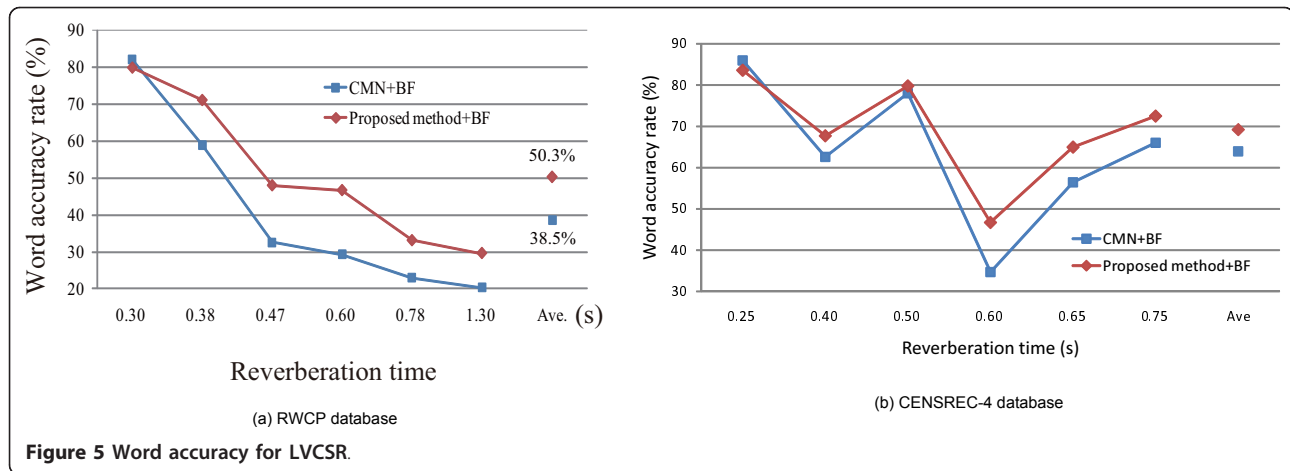 90
80
70
60
50
40
30
20
Word accuracy rate (%)
CMN+BF
Proposed method+BF
50.3%
38.5%
0.30 0.38 0.47 0.60 0.78 1.30 Ave. (s)
Reverberation time
(a) RWCP database
90
80
70
60
50
40
30
Word accuracy rate (%)
CMN+BF
Proposed method+BF
0.25 0.40 0.50 0.60 0.65 0.75 Ave
Reverberation time (s)
(b) CENSREC-4 database
Figure 5 Word accuracy for LVCSR.